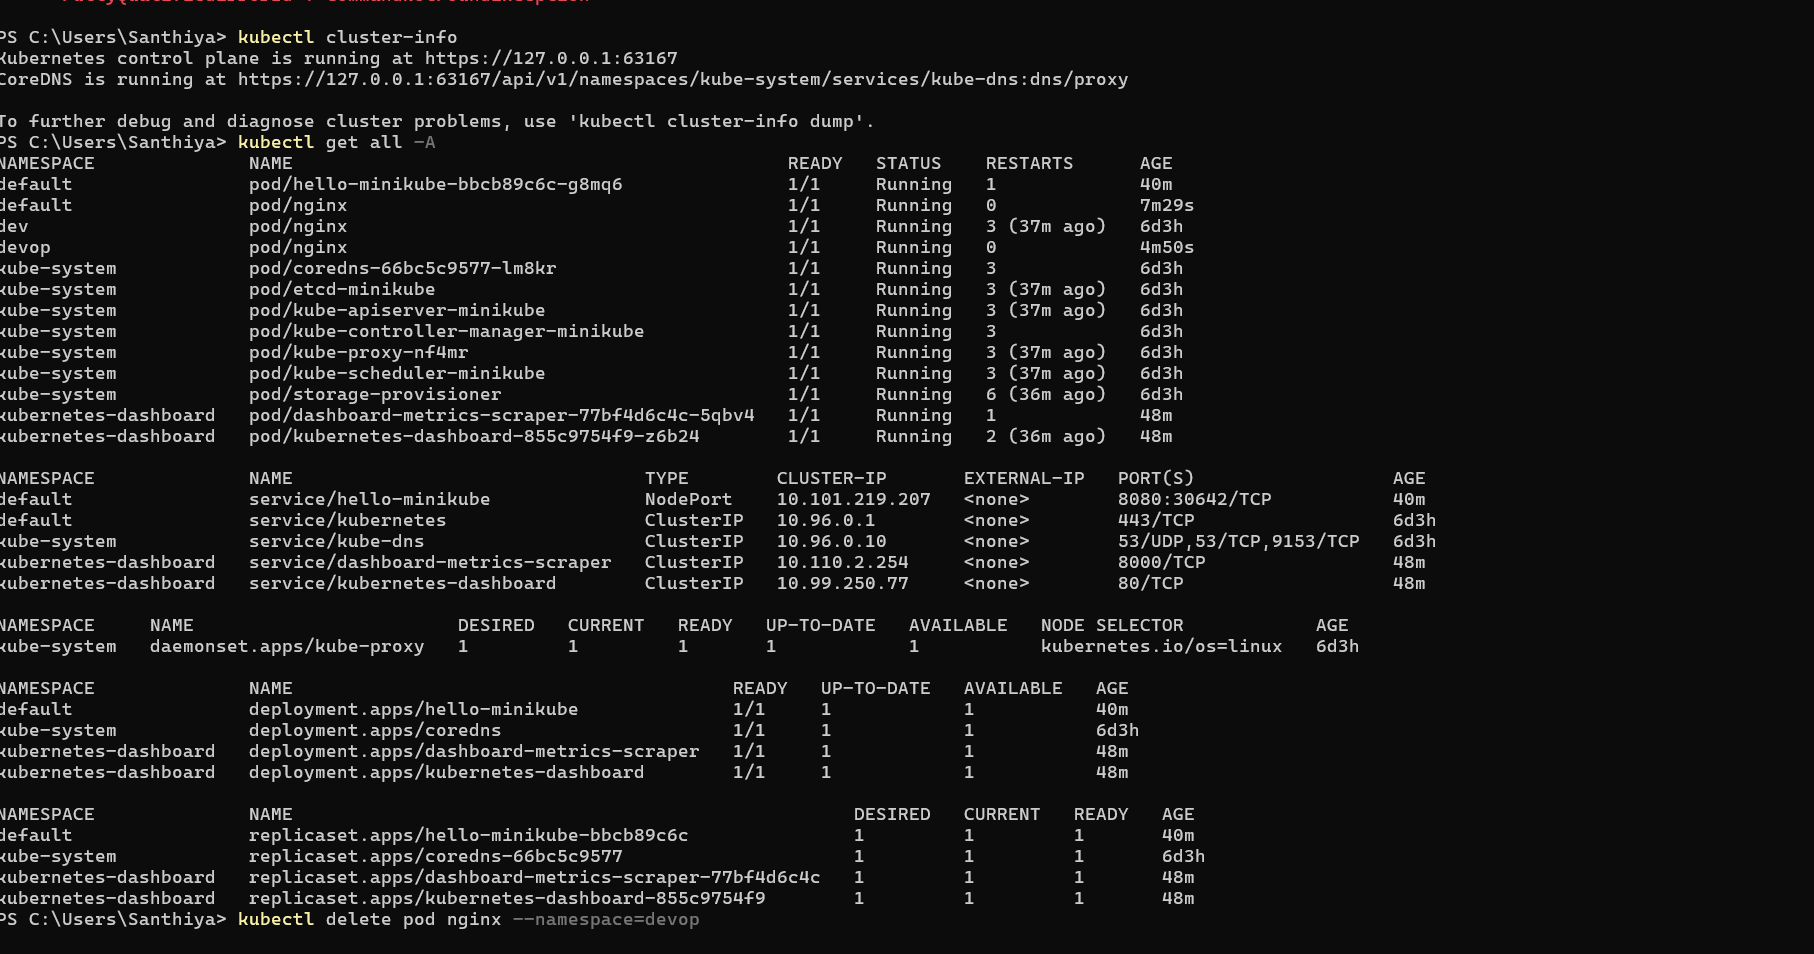 PS C:\Users\Santhiya> kubectl cluster-info
Kubernetes control plane is running at https://127.0.0.1:63167
CoreDNS is running at https://127.0.0.1:63167/api/v1/namespaces/kube-system/services/kube-dns:dns/proxy
To further debug and diagnose cluster problems, use 'kubectl cluster-info dump'.
PS C:\Users\Santhiya> kubectl get all -A
NAMESPACE NAME READY STATUS RESTARTS AGE
default pod/hello-minikube-bbcb89c6c-g8mq6 1/1 Running 1 40m
default pod/nginx 1/1 Running 0 7m29s
dev pod/nginx 1/1 Running 3 (37m ago) 6d3h
devop pod/nginx 1/1 Running 0 4m50s
kube-system pod/coredns-66bc5c9577-lm8kr 1/1 Running 3 6d3h
kube-system pod/etcd-minikube 1/1 Running 3 (37m ago) 6d3h
kube-system pod/kube-apiserver-minikube 1/1 Running 3 (37m ago) 6d3h
kube-system pod/kube-controller-manager-minikube 1/1 Running 3 6d3h
kube-system pod/kube-proxy-nf4mr 1/1 Running 3 (37m ago) 6d3h
kube-system pod/kube-scheduler-minikube 1/1 Running 3 (37m ago) 6d3h
kube-system pod/storage-provisioner 1/1 Running 6 (36m ago) 6d3h
kubernetes-dashboard pod/dashboard-metrics-scraper-77bf4d6c4c-5qbv4 1/1 Running 1 48m
kubernetes-dashboard pod/kubernetes-dashboard-855c9754f9-z6b24 1/1 Running 2 (36m ago) 48m
NAMESPACE NAME TYPE CLUSTER-IP EXTERNAL-IP PORT(S) AGE
default service/hello-minikube NodePort 10.101.219.207 <none> 8080:30642/TCP 40m
default service/kubernetes ClusterIP 10.96.0.1 <none> 443/TCP 6d3h
kube-system service/kube-dns ClusterIP 10.96.0.10 <none> 53/UDP,53/TCP,9153/TCP 6d3h
kubernetes-dashboard service/dashboard-metrics-scraper ClusterIP 10.110.2.254 <none> 8000/TCP 48m
kubernetes-dashboard service/kubernetes-dashboard ClusterIP 10.99.250.77 <none> 80/TCP 48m
NAMESPACE NAME DESIRED CURRENT READY UP-TO-DATE AVAILABLE NODE SELECTOR AGE
kube-system daemonset.apps/kube-proxy 1 1 1 1 1 kubernetes.io/os=linux 6d3h
NAMESPACE NAME READY UP-TO-DATE AVAILABLE AGE
default deployment.apps/hello-minikube 1/1 1 1 40m
kube-system deployment.apps/coredns 1/1 1 1 6d3h
kubernetes-dashboard deployment.apps/dashboard-metrics-scraper 1/1 1 1 48m
kubernetes-dashboard deployment.apps/kubernetes-dashboard 1/1 1 1 48m
NAMESPACE NAME DESIRED CURRENT READY AGE
default replicaset.apps/hello-minikube-bbcb89c6c 1 1 1 40m
kube-system replicaset.apps/coredns-66bc5c9577 1 1 1 6d3h
kubernetes-dashboard replicaset.apps/dashboard-metrics-scraper-77bf4d6c4c 1 1 1 48m
kubernetes-dashboard replicaset.apps/kubernetes-dashboard-855c9754f9 1 1 1 48m
PS C:\Users\Santhiya> kubectl delete pod nginx --namespace=devop